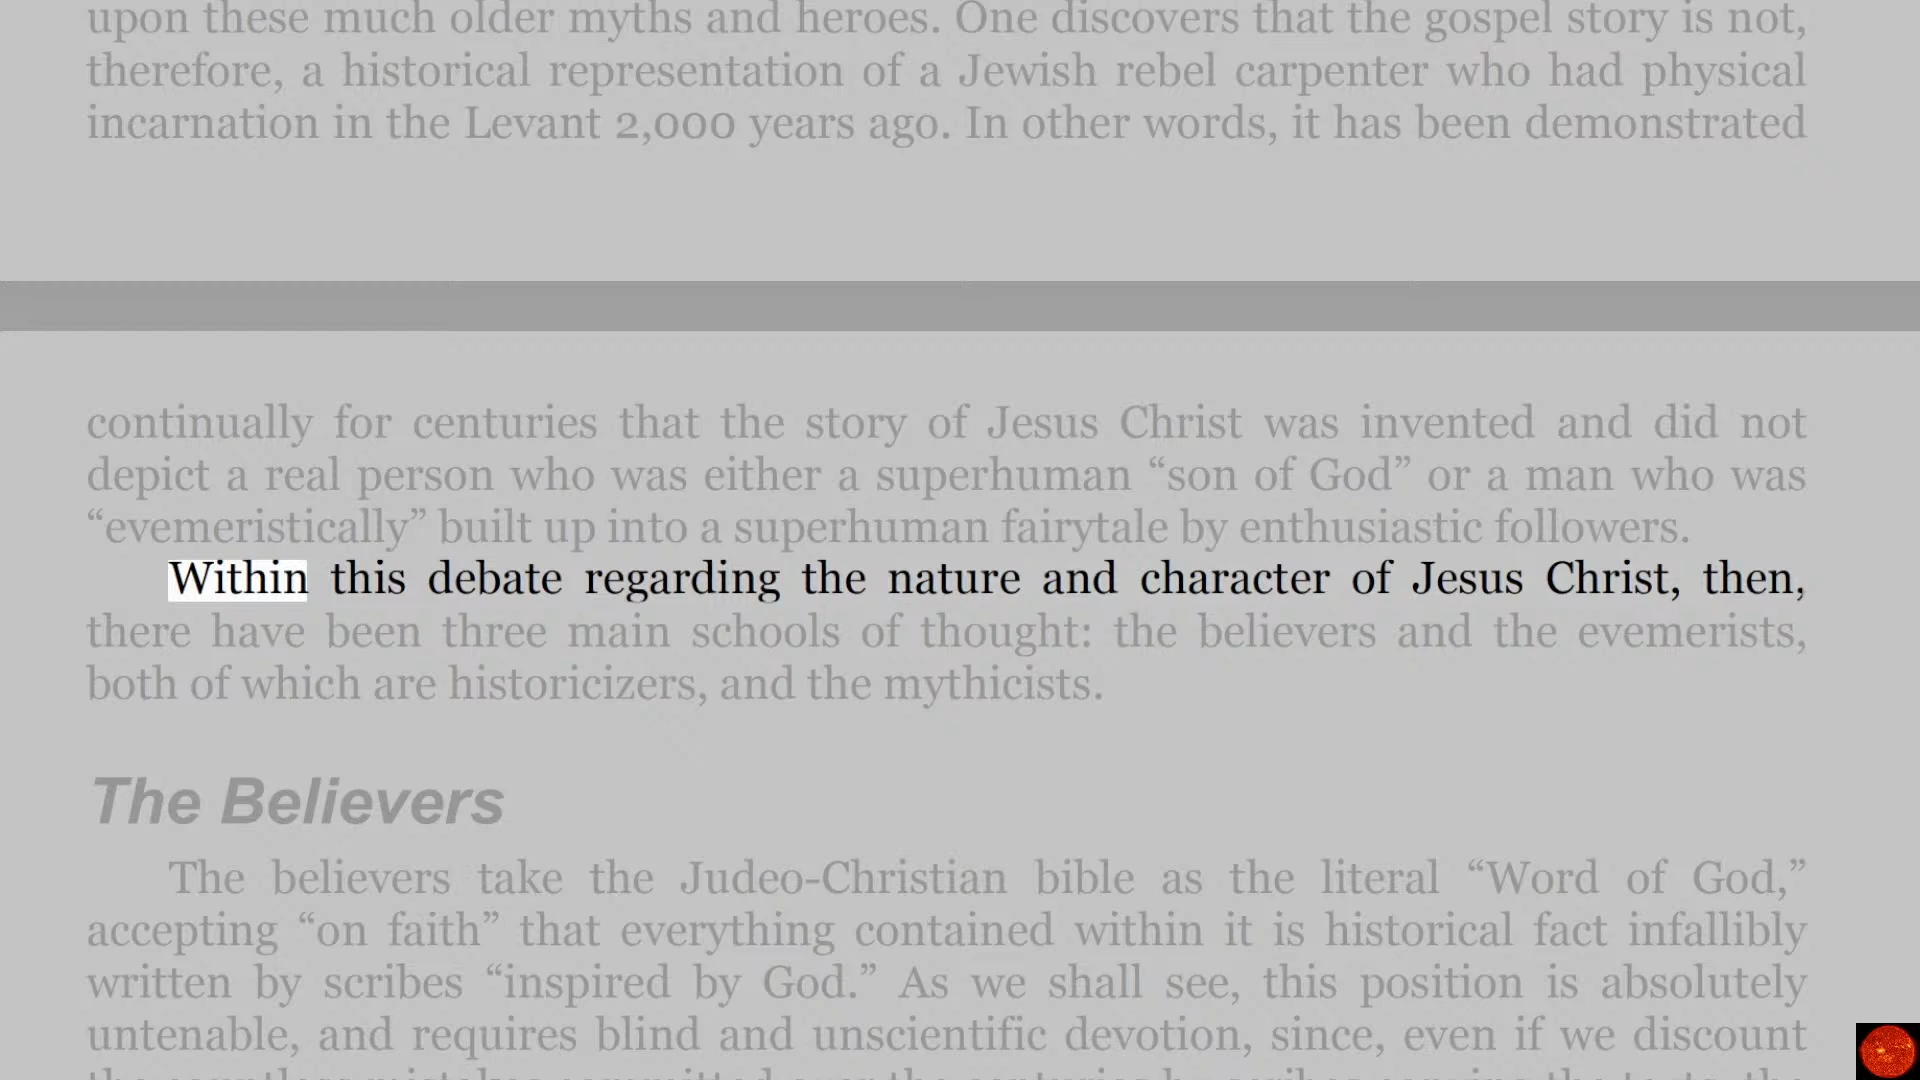 upon these much older myths and heroes. One discovers that the gospel story is not,
therefore, a historical representation of a Jewish rebel carpenter who had physical
incarnation in the Levant 2,000 years ago. In other words, it has been demonstrated
continually for centuries that the story of Jesus Christ was invented and did not
depict a real person who was either a superhuman “son of God” or a man who was
“evemeristically” built up into a superhuman fairytale by enthusiastic followers.
Within this debate regarding the nature and character of Jesus Christ, then,
there have been three main schools of thought: the believers and the evemerists,
both of which are historicizers, and the mythicists.
The Believers
The believers take the Judeo-Christian bible as the literal “Word of God,”
accepting “on faith” that everything contained within it is historical fact infallibly
written by scribes “inspired by God.” As we shall see, this position is absolutely
untenable, and requires blind and unscientific devotion, since, even if we discount